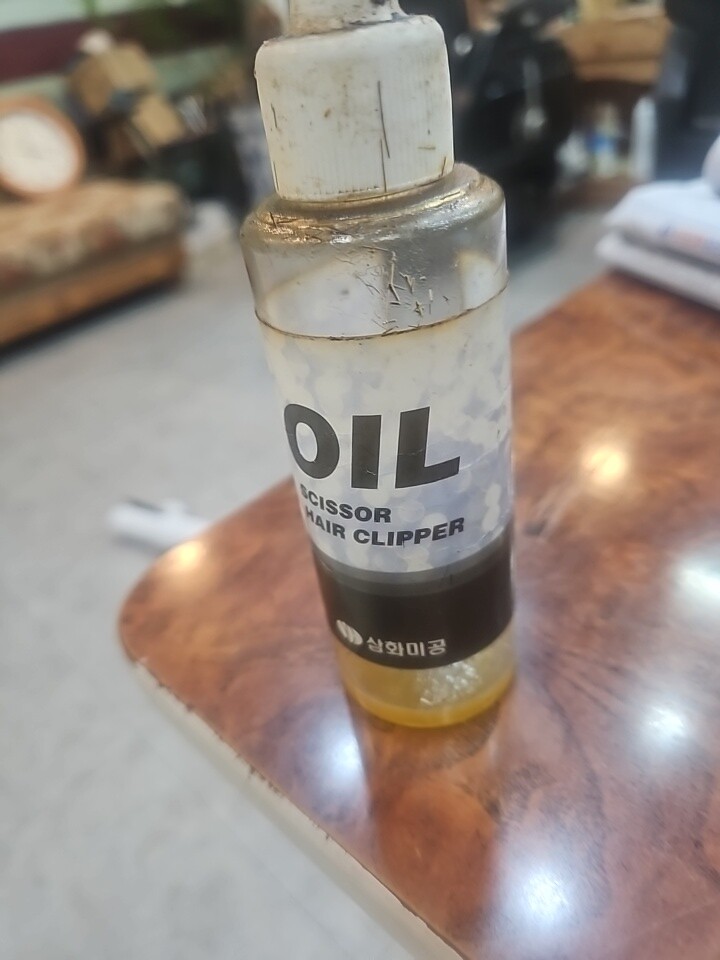 OIL
SCISSOR
HAIR CLIPPER
삼화미공